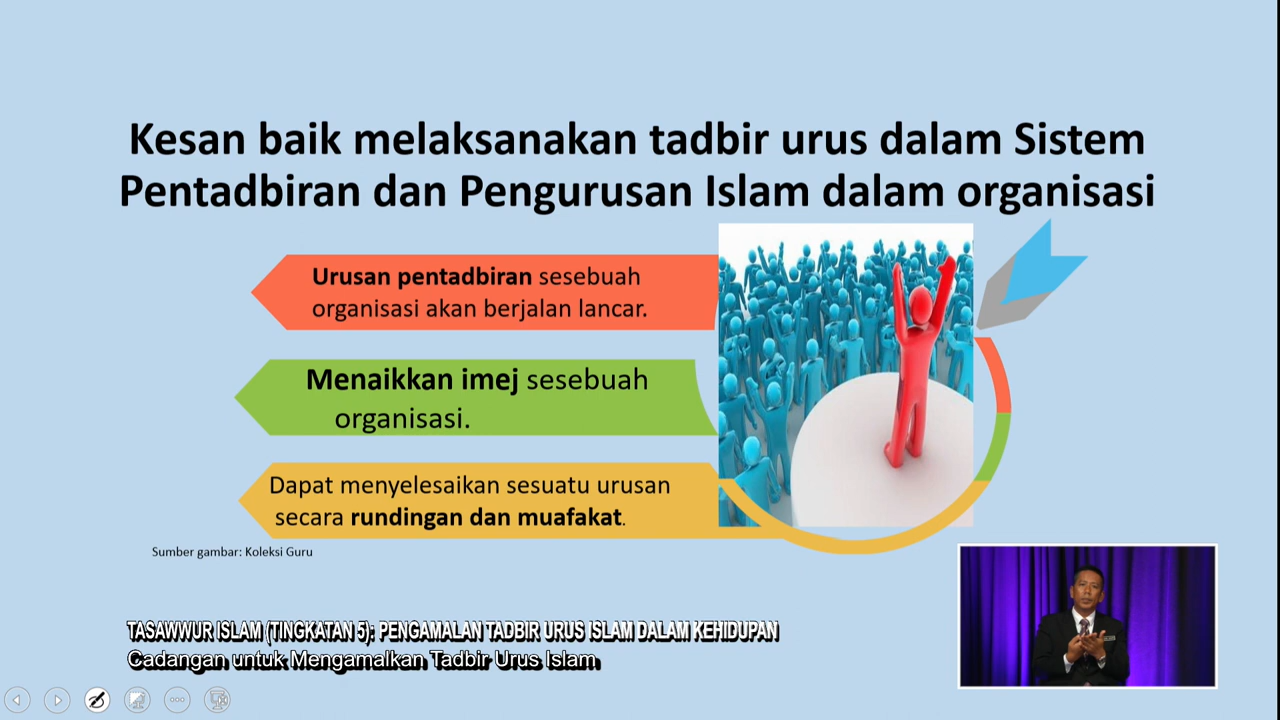 Kesan baik melaksanakan tadbir urus dalam Sistem
Pentadbiran dan Pengurusan Islam dalam organisasi
Urusan pentadbiran sesebuah
organisasi akan berjalan lancar.
Menaikkan imej sesebuah
organisasi.
Dapat menyelesaikan sesuatu urusan
secara rundingan dan muafakat.
Sumber gambar: Koleksi Guru
TASAWWUR ISLAM (TINGKATAN 5): PENGAMALAN TADBIR URUS ISLAM DALAM KEHIDUPAN
Cadangan untuk Mengamalkan Tadbir Urus Islam